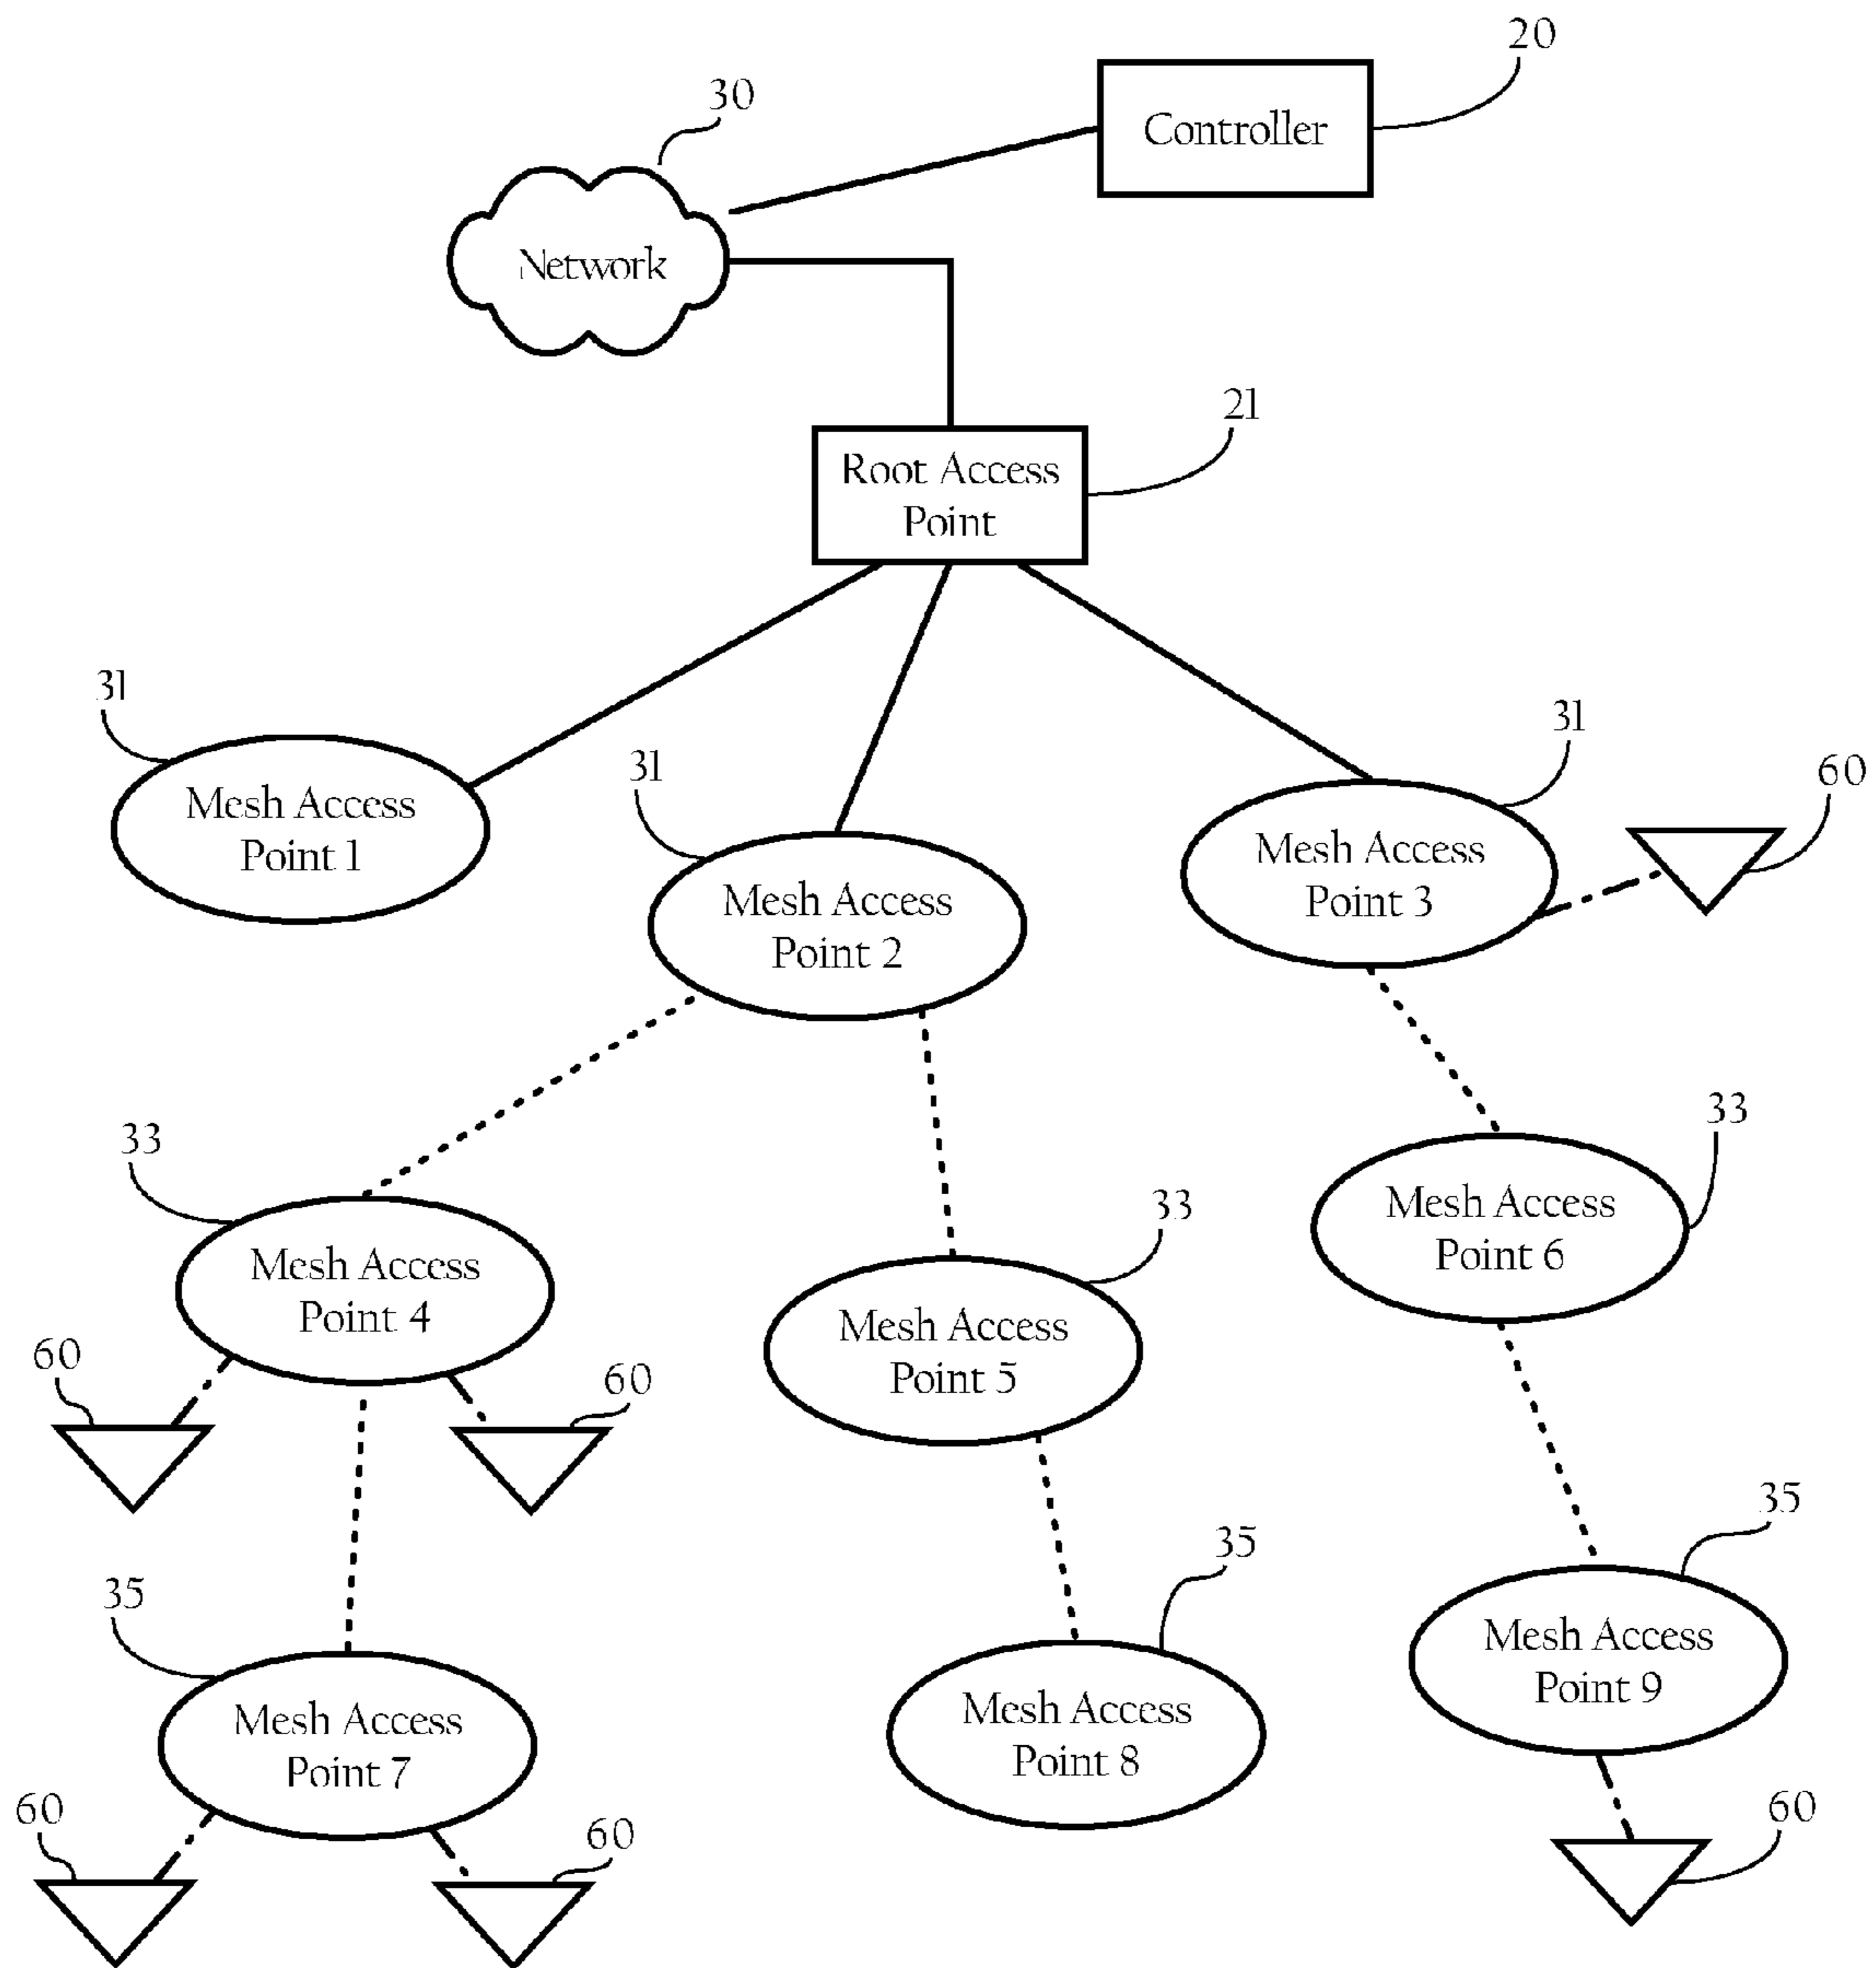 20
30
Controller
Network
21
Root Access
Point
31
31
31
60
Mesh Access
Point 1
Mesh Access
Point 2
Mesh Access
Point 3
33
33
33
Mesh Access
Point 4
Mesh Access
Point 5
Mesh Access
Point 6
60
60
35
35
35
Mesh Access
Point 7
Mesh Access
Point 8
Mesh Access
Point 9
60
60
60